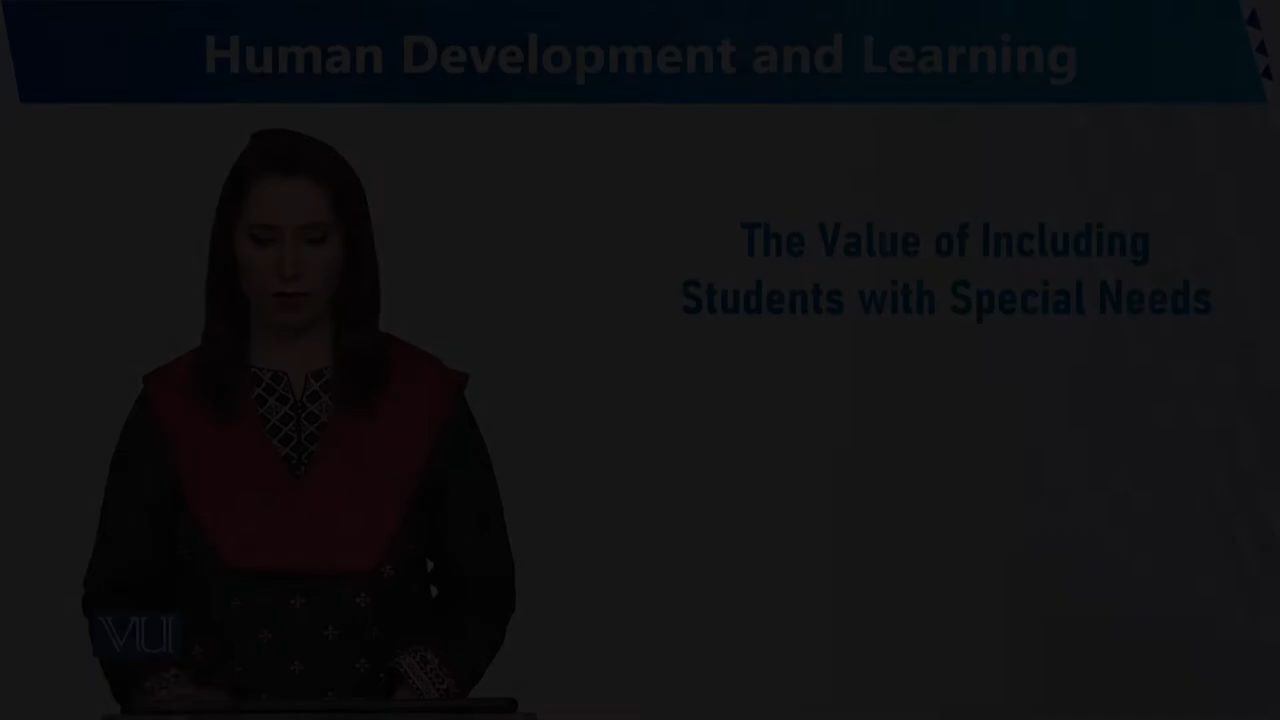 Human Development and Learning
The Value of Including
Students with Special Needs
VU